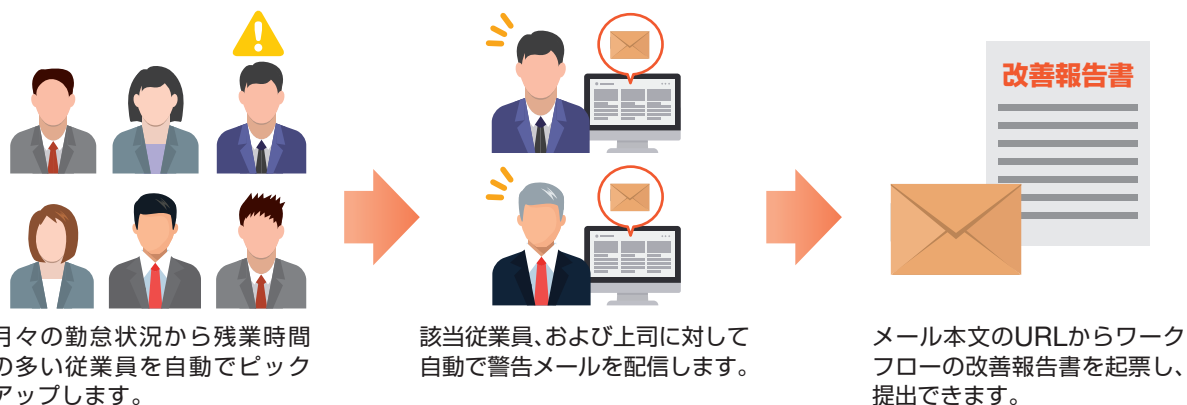 改善報告書
月々の勤怠状況から残業時間
の多い従業員を自動でピック
アップします。
該当従業員、および上司に対して
自動で警告メールを配信します。
メール本文のURLからワーク
フローの改善報告書を起票し、
提出できます。